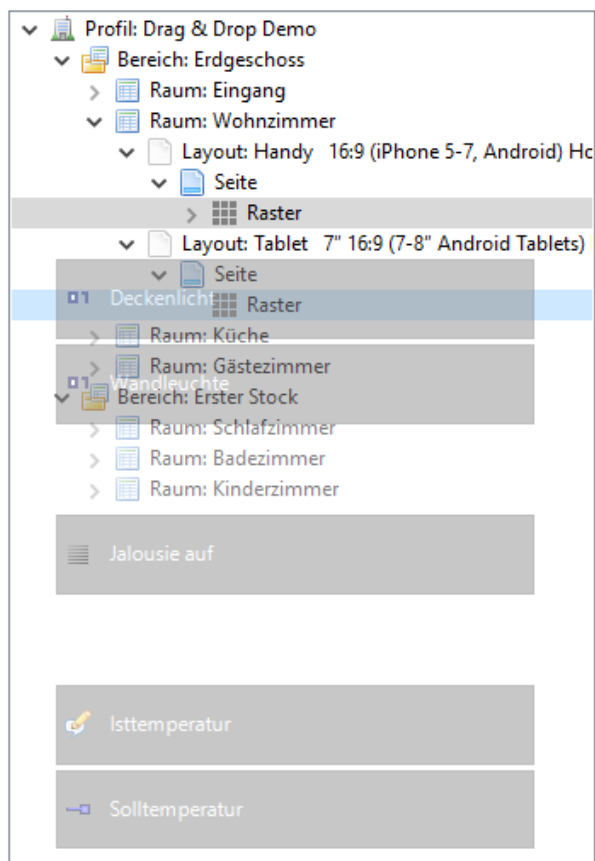 Profil: Drag & Drop Demo
Bereich: Erdgeschoss
Raum: Eingang
Raum: Wohnzimmer
Layout: Handy 16:9 (iPhone 5-7, Android) Hc
Seite
Raster
Layout: Tablet 7" 16:9 (7-8" Android Tablets)
Seite
Deckenlicht
Raster
Raum: Küche
Raum: Gästezimmer
Wandleuchte
Bereich: Erster Stock
Raum: Schlafzimmer
Raum: Badezimmer
Raum: Kinderzimmer
Jalousie auf
Isttemperatur
Solltemperatur